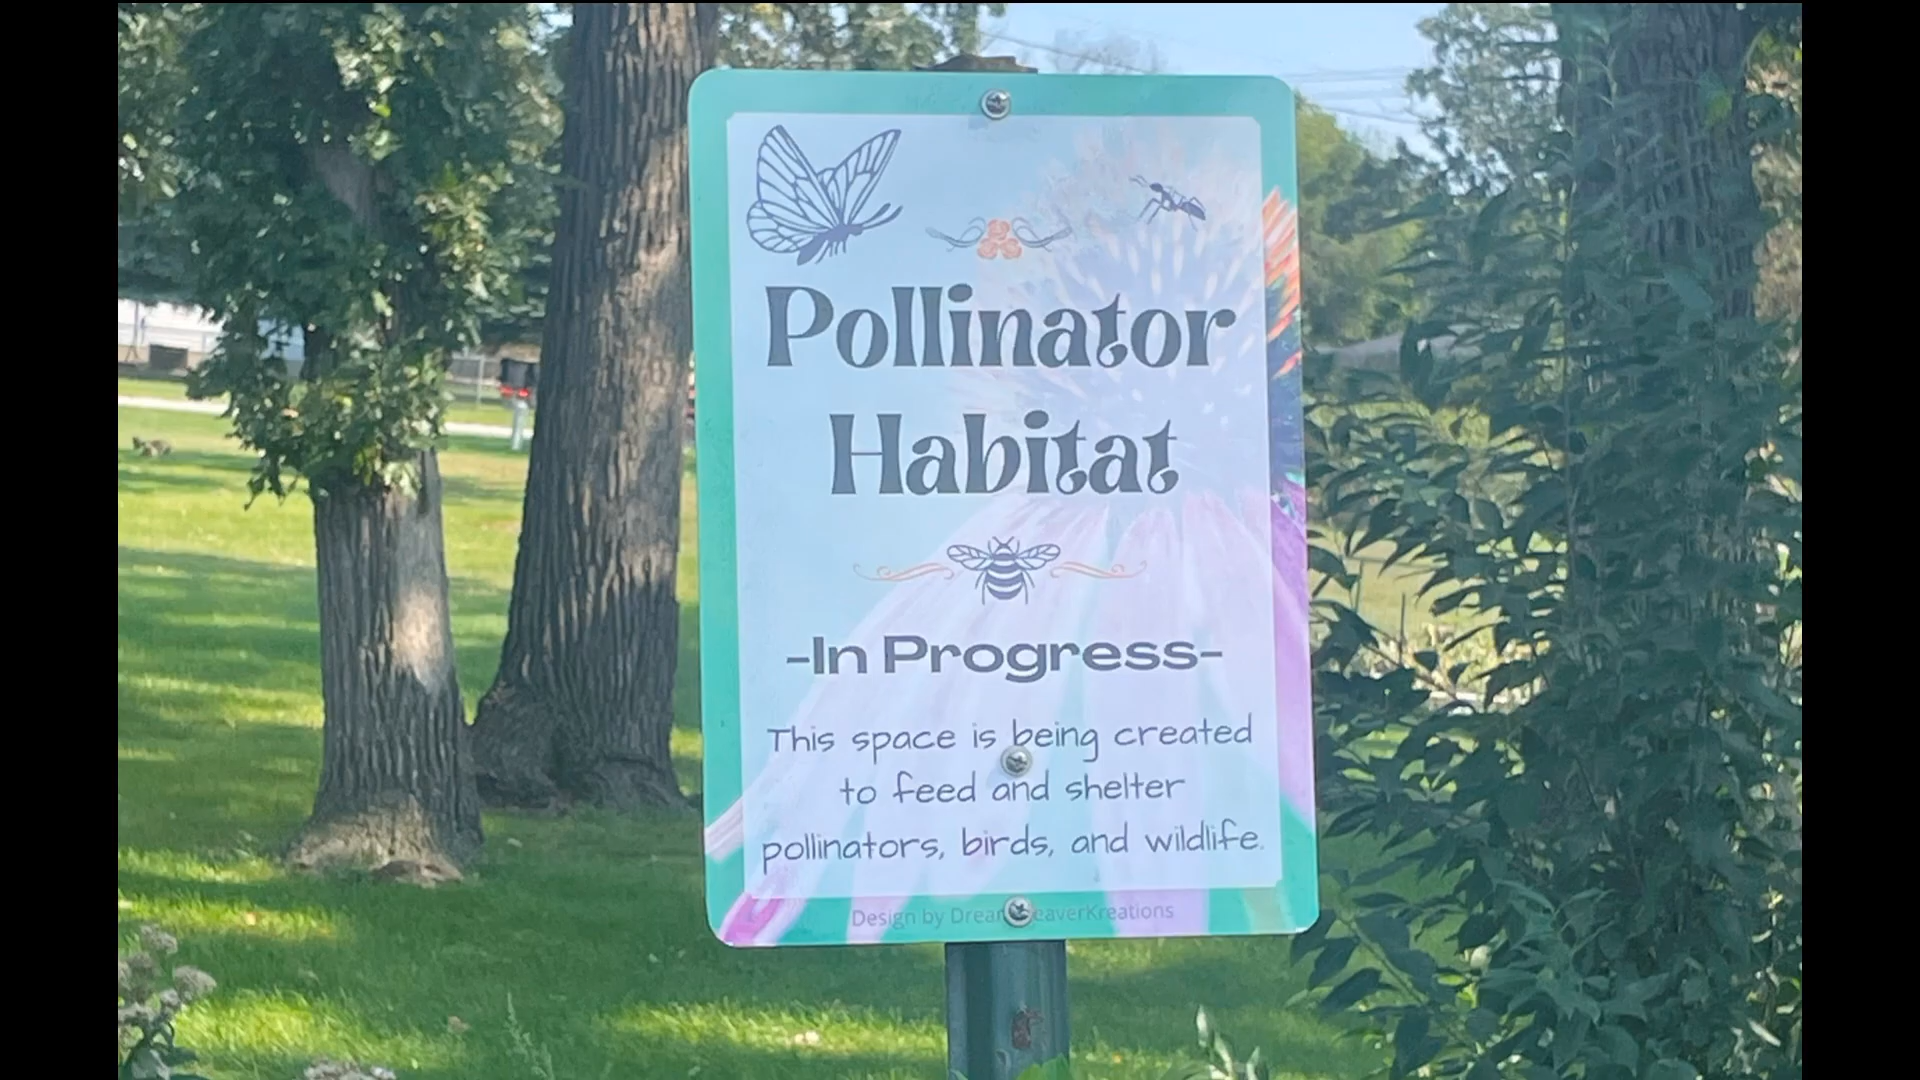 Pollinator
Habitat
-In Progress-
This space is being created
to feed and shelter
pollinators, birds, and wildlife.
Design by